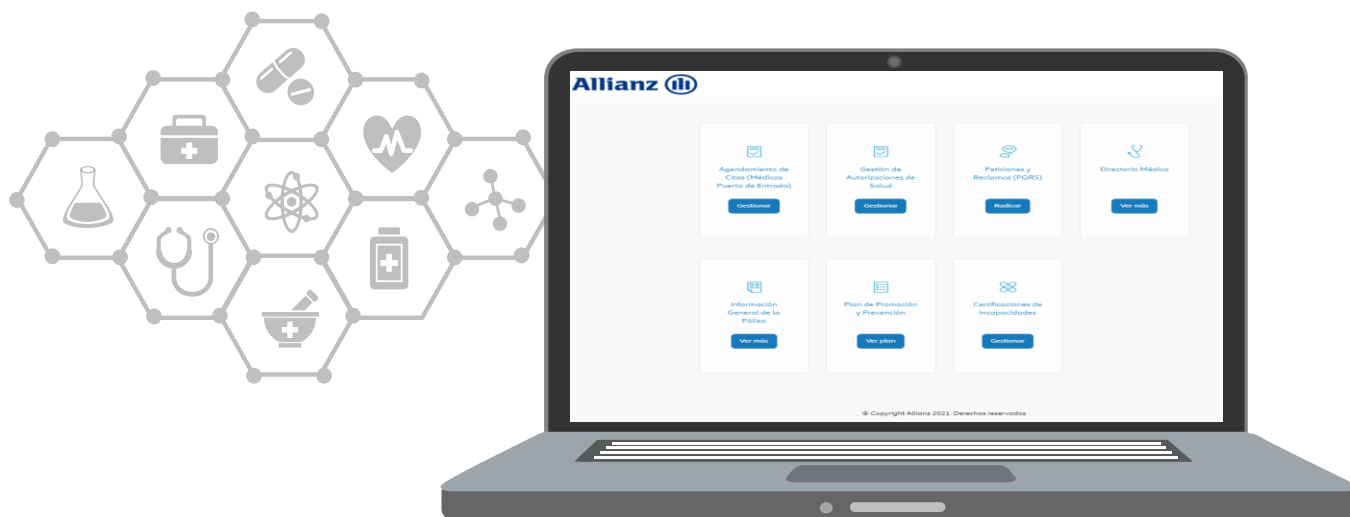 Allianz
Agendamiento de
Citas (Médicos
Puerta de Entrada)
Gestionar
Gestión de
Autorizaciones de
Salud
Gestionar
Peticiones y
Reclamos (PQRS)
Radicar
Directorio Médico
Ver más
Información
General de la
Póliza
Ver más
Plan de Promoción
y Prevención
Ver plan
Certificaciones de
Incapacidades
Gestionar
© Copyright Allianz 2021. Derechos reservados